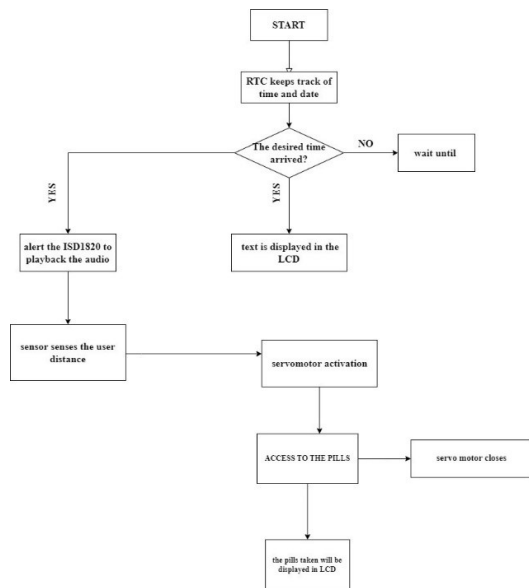 START
RTC keeps track of
time and date
The desired time
arrived?
NO
wait until
YES
YES
alert the ISD1820 to
playback the audio
text is displayed in the
LCD
sensor senses the user
distance
servomotor activation
ACCESS TO THE PILLS
servo motor closes
the pills taken will be
displayed in LCD